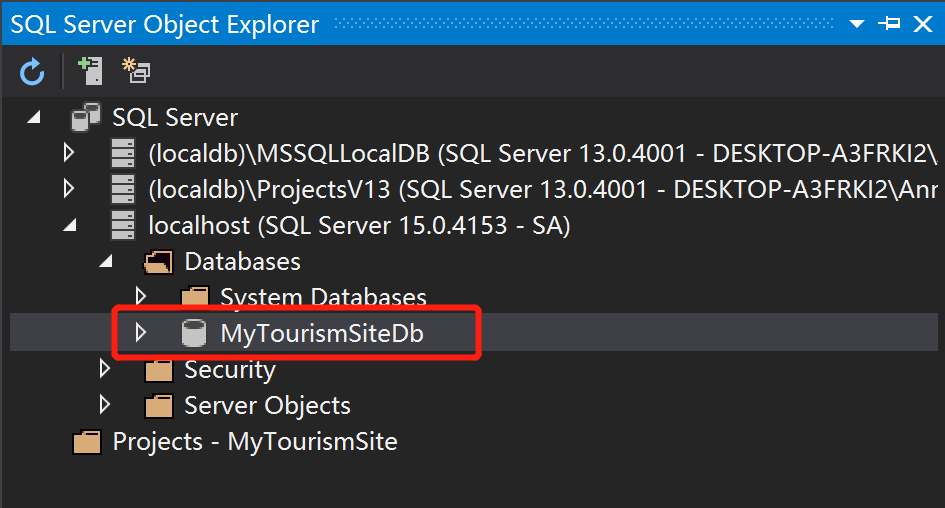 SQL Server Object Explorer
SQL Server
(localdb)\MSSQLLocalDB (SQL Server 13.0.4001 - DESKTOP-A3FRKI2\
(localdb)\ProjectsV13 (SQL Server 13.0.4001 - DESKTOP-A3FRKI2\Ann
localhost (SQL Server 15.0.4153 - SA)
Databases
System Databases
MyTourismSiteDb
Security
Server Objects
Projects - MyTourismSite